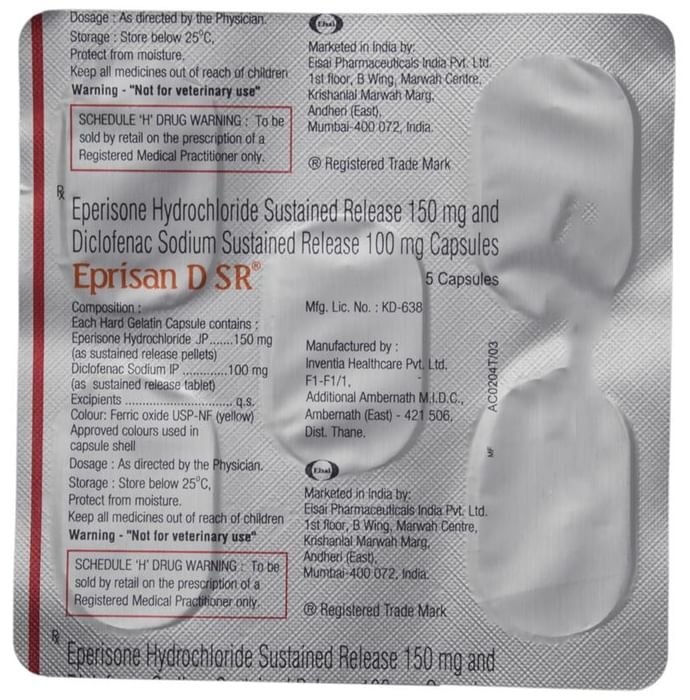 Dosage : As directed by the Physician.
Storage : Store below 25°C,
Protect from moisture.
Keep all medicines out of reach of children
Warning - "Not for veterinary use"
SCHEDULE 'H' DRUG WARNING : To be
sold by retail on the prescription of a
Registered Medical Practitioner only.
Eisai
Marketed in India by:
Eisai Pharmaceuticals India Pvt. Ltd.
1st floor, B Wing, Marwah Centre,
Krishanlal Marwah Marg,
Andheri (East),
Mumbai-400 072, India.
® Registered Trade Mark
Rx
Eperisone Hydrochloride Sustained Release 150 mg and
Diclofenac Sodium Sustained Release 100 mg Capsules
Eprisan D SR®
5 Capsules
Composition :
Each Hard Gelatin Capsule contains :
Eperisone Hydrochloride JP.......150 mg
(as sustained release pellets)
Diclofenac Sodium IP .............100 mg
(as sustained release tablet)
Excipients .............................. q.s.
Colour: Ferric oxide USP-NF (yellow)
Approved colours used in
capsule shell
Dosage : As directed by the Physician.
Storage : Store below 25°C,
Protect from moisture.
Keep all medicines out of reach of children
Warning - "Not for veterinary use"
SCHEDULE 'H' DRUG WARNING : To be
sold by retail on the prescription of a
Registered Medical Practitioner only.
Mfg. Lic. No. : KD-638
Manufactured by :
Inventia Healthcare Pvt. Ltd.
F1-F1/1,
Additional Ambernath M.I.D.C.,
Ambernath (East) - 421 506,
Dist. Thane.
Eisai
Marketed in India by:
Eisai Pharmaceuticals India Pvt. Ltd.
1st floor, B Wing, Marwah Centre,
Krishanlal Marwah Marg,
Andheri (East),
Mumbai-400 072, India.
® Registered Trade Mark
MF AC0204T/03
Rx
Eperisone Hydrochloride Sustained Release 150 mg and